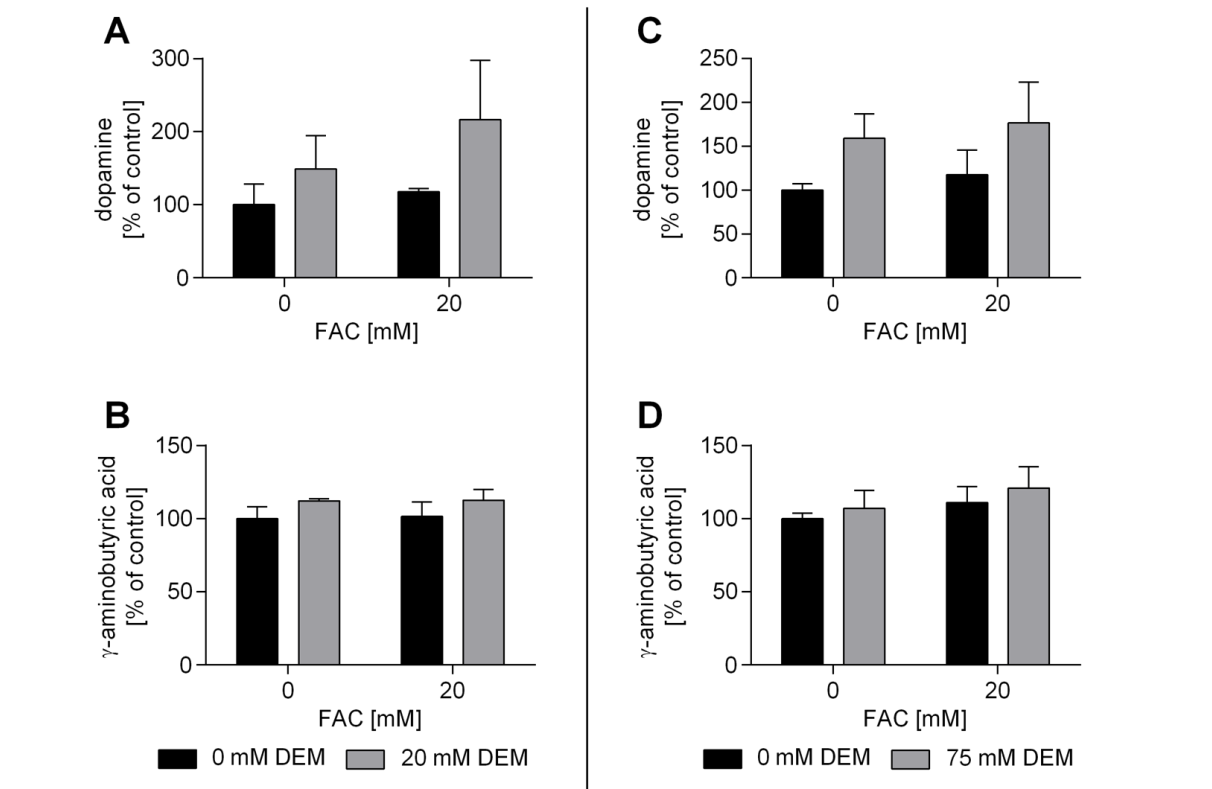 A
dopamine
[% of control]
300
200
100
0
0 20
FAC [mM]
C
dopamine
[% of control]
250
200
150
100
50
0
0 20
FAC [mM]
B
γ-aminobutyric acid
[% of control]
150
100
50
0
0 20
FAC [mM]
0 mM DEM 20 mM DEM
D
γ-aminobutyric acid
[% of control]
150
100
50
0
0 20
FAC [mM]
0 mM DEM 75 mM DEM